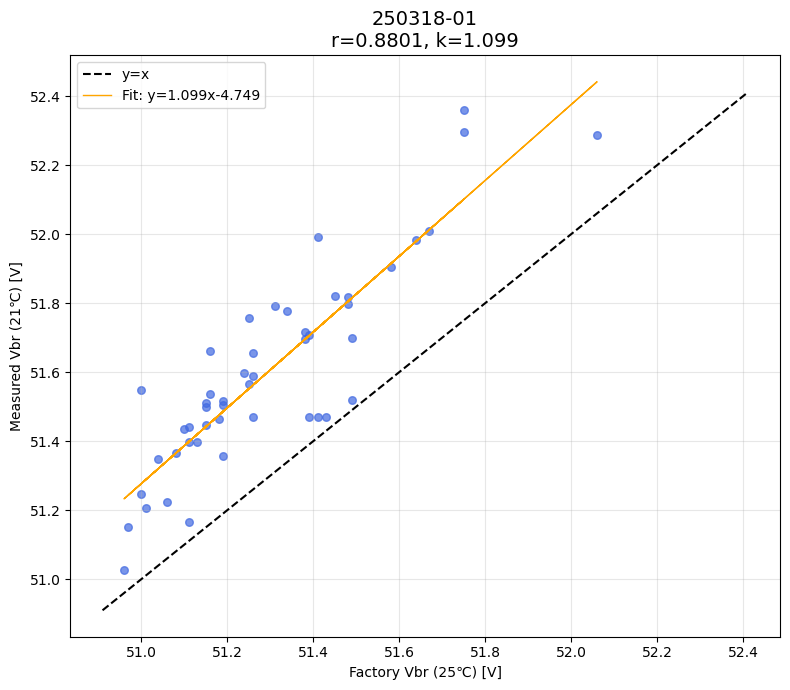 250318-01
r=0.8801, k=1.099
y=x
Fit: y=1.099x-4.749
52.4
52.2
52.0
51.8
51.6
51.4
51.2
51.0
Measured Vbr (21℃) [V]
51.0 51.2 51.4 51.6 51.8 52.0 52.2 52.4
Factory Vbr (25℃) [V]